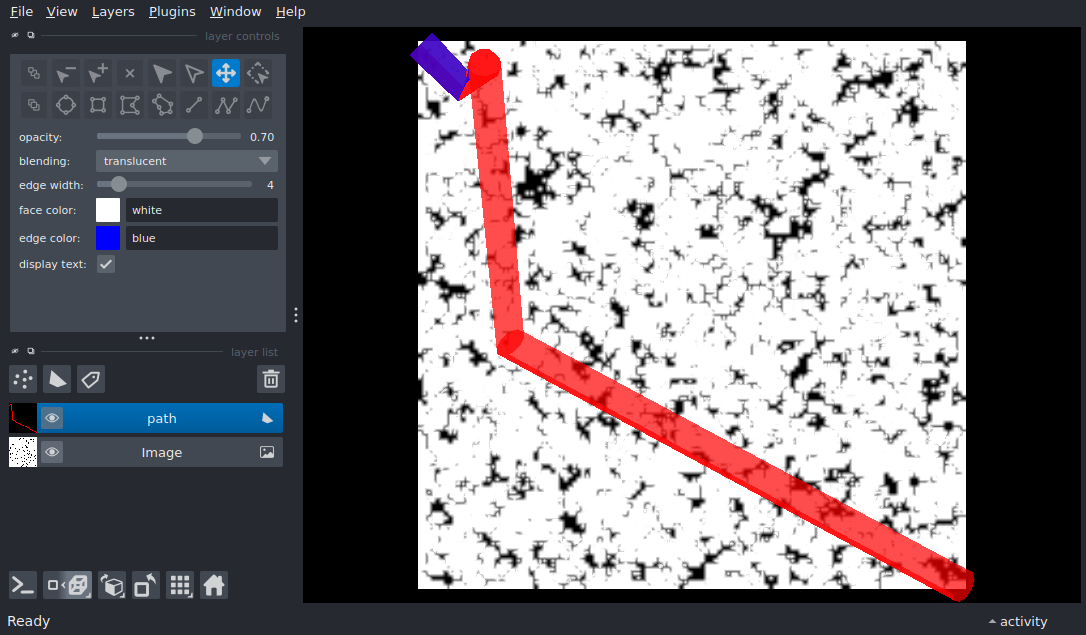 File View Layers Plugins Window Help
layer controls
opacity: 0.70
blending: translucent
edge width: 4
face color: white
edge color: blue
display text:
layer list
path
Image
Ready
activity